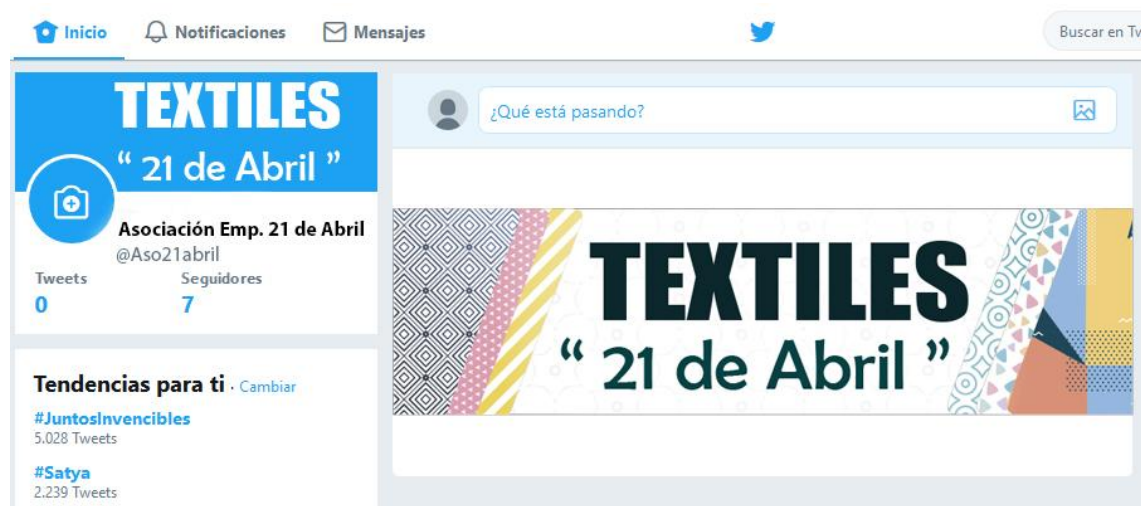 Inicio
Notificaciones
Mensajes
Buscar en Tw
TEXTILES
“ 21 de Abril ”
Asociación Emp. 21 de Abril
@Aso21abril
Tweets
Seguidores
0
7
Tendencias para ti · Cambiar
#JuntosInvencibles
5.028 Tweets
#Satya
2.239 Tweets
¿Qué está pasando?
TEXTILES
“ 21 de Abril ”